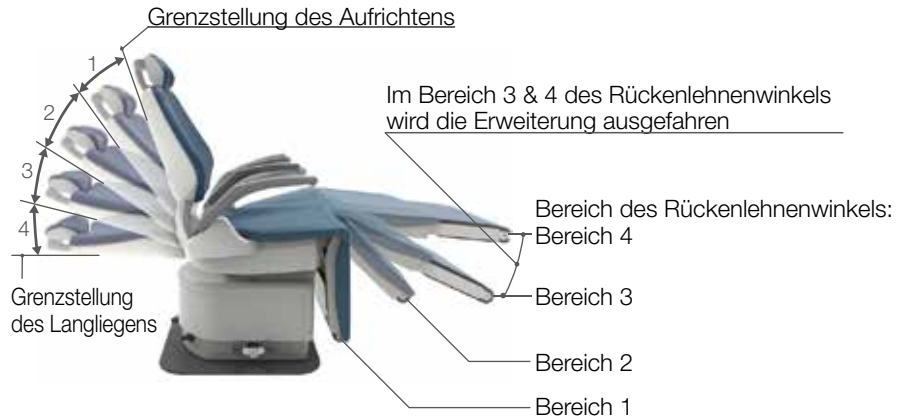 Grenzstellung des Aufrichtens
1
2
3
4
Im Bereich 3 & 4 des Rückenlehnenwinkels
wird die Erweiterung ausgefahren
Bereich des Rückenlehnenwinkels:
Bereich 4
Bereich 3
Bereich 2
Bereich 1
Grenzstellung
des Langliegens